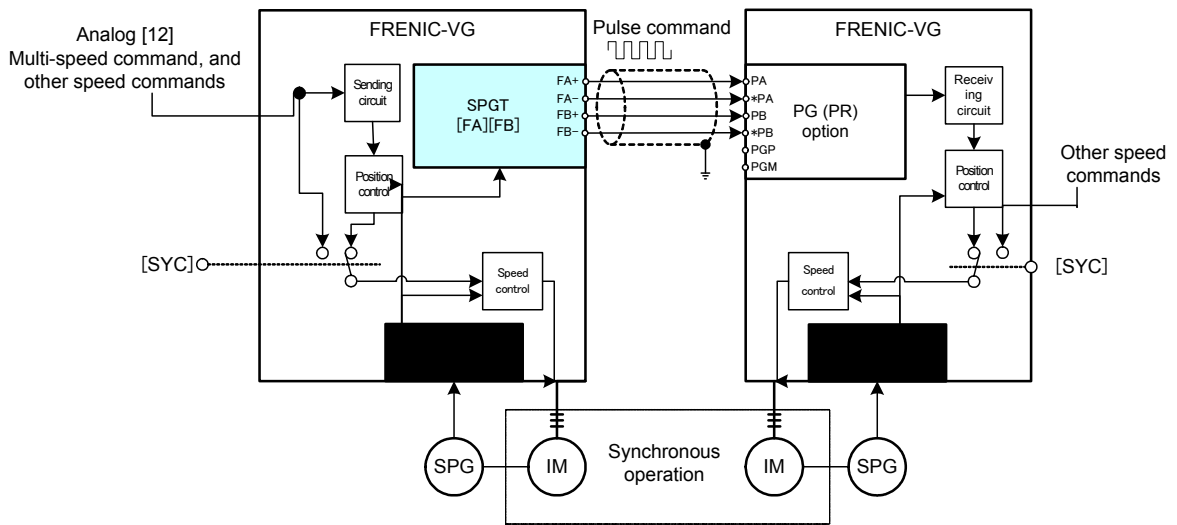 Analog [12]
Multi-speed command, and
other speed commands
FRENIC-VG
Sending
circuit
Position
control
SPGT
[FA][FB]
FA+
FA-
FB+
FB-
Pulse command
FRENIC-VG
PA
*PA
PB
*PB
PGP
PGM
PG (PR)
option
Receiv
ing
circuit
Position
control
Other speed
commands
[SYC]
Speed
control
Speed
control
[SYC]
SPG
IM
Synchronous
operation
IM
SPG